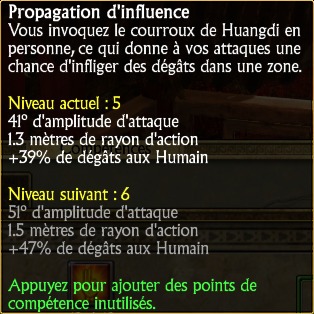 Propagation d'influence
Vous invoquez le courroux de Huangdi en
personne, ce qui donne à vos attaques une
chance d'infliger des dégâts dans une zone.
Niveau actuel : 5
41° d'amplitude d'attaque
1.3 mètres de rayon d'action
+39% de dégâts aux Humain
Niveau suivant : 6
51° d'amplitude d'attaque
1.5 mètres de rayon d'action
+47% de dégâts aux Humain
Appuyez pour ajouter des points de
compétence inutilisés.